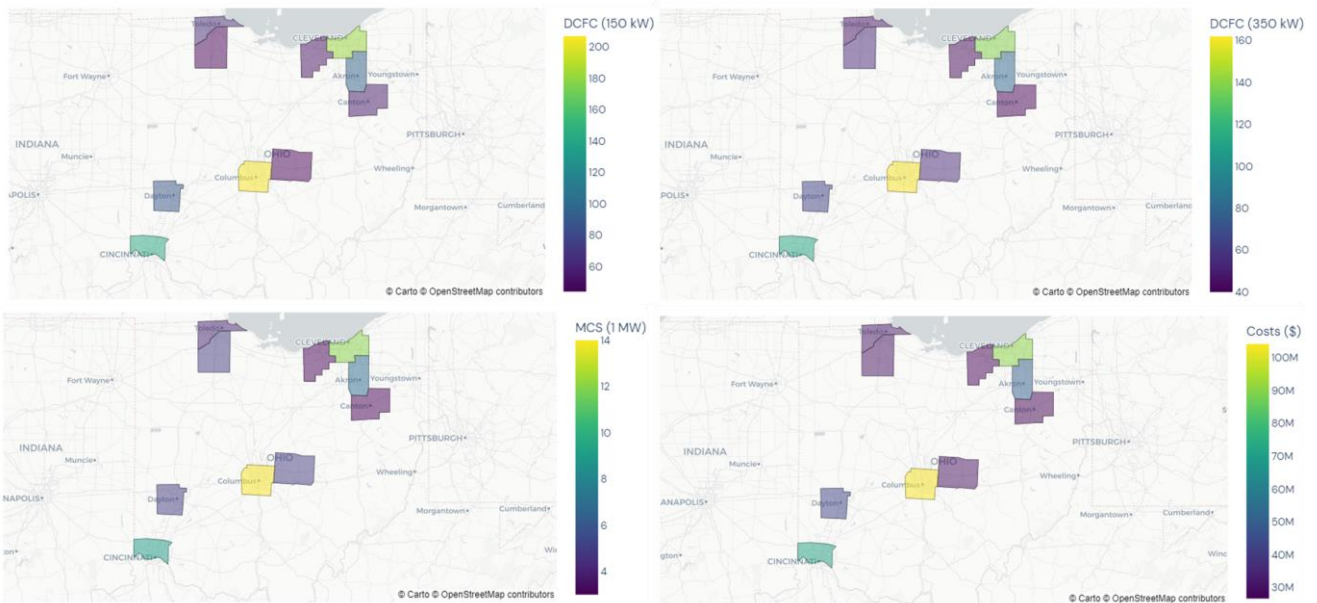 DCFC (150 kW)
200
180
160
140
120
100
80
60
Toledo
CLEVELAND
Fort Wayne
Akron
Youngstown
Canton
PITTSBURGH
INDIANA
Muncie
OHIO
Columbus
Wheeling
APOLIS
Dayton
Morgantown
Cumberland
CINCINNATI
© Carto © OpenStreetMap contributors
DCFC (350 kW)
160
140
120
100
80
60
40
Toledo
CLEVELAND
Fort Wayne
Akron
Youngstown
Canton
PITTSBURGH
INDIANA
Muncie
OHIO
Columbus
Wheeling
POLIS
Dayton
Morgantown
Cumberland
CINCINNATI
© Carto © OpenStreetMap contributors
MCS (1 MW)
14
12
10
8
6
4
Toledo
CLEVELAND
Fort Wayne
Akron
Youngstown
Canton
PITTSBURGH
INDIANA
Muncie
OHIO
Columbus
Wheeling
NAPOLIS
Dayton
Morgantown
Cumberland
CINCINNATI
on
Wi
© Carto © OpenStreetMap contributors
Costs ($)
100M
90M
80M
70M
60M
50M
40M
30M
Toledo
CLEVELAND
Fort Wayne
Akron
Youngstown
Canton
PITTSBURGH
INDIANA
Muncie
OHIO
Columbus
Wheeling
ANAPOLIS
Dayton
Morgantown
Cumberland
CINCINNATI
gton
Winc
© Carto © OpenStreetMap contributors